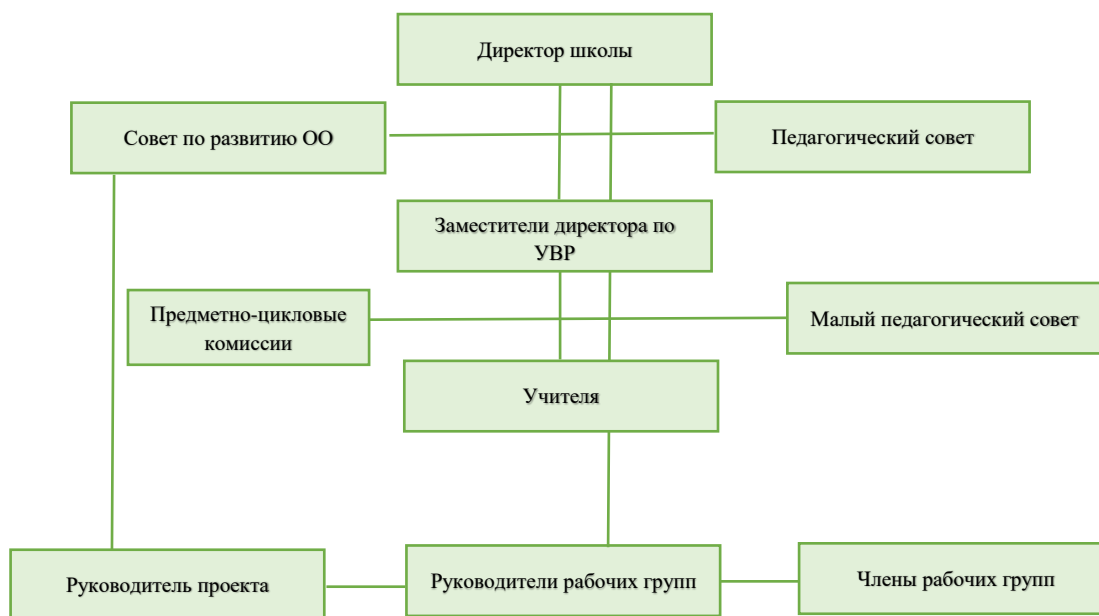 Директор школы
Совет по развитию ОО
Педагогический совет
Заместители директора по
УВР
Предметно-цикловые
комиссии
Малый педагогический совет
Учителя
Руководитель проекта
Руководители рабочих групп
Члены рабочих групп